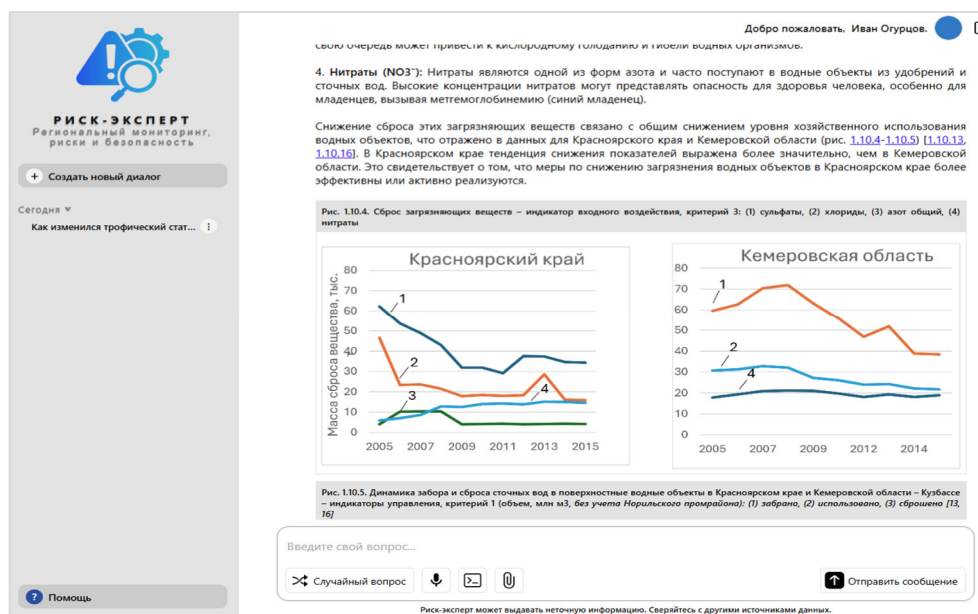 Добро пожаловать, Иван Огурцов.
РИСК-ЭКСПЕРТ
Региональный мониторинг,
риски и безопасность
+ Создать новый диалог
Сегодня
Как изменился трофический стат...
? Помощь
свою очередь может привести к кислородному голоданию и гибели водных организмов.
4. Нитраты (NO3⁻): Нитраты являются одной из форм азота и часто поступают в водные объекты из удобрений и
сточных вод. Высокие концентрации нитратов могут представлять опасность для здоровья человека, особенно для
младенцев, вызывая метгемоглобинемию (синий младенец).
Снижение сброса этих загрязняющих веществ связано с общим снижением уровня хозяйственного использования
водных объектов, что отражено в данных для Красноярского края и Кемеровской области (рис. 1.10.4-1.10.5) [1.10.13,
1.10.16]. В Красноярском крае тенденция снижения показателей выражена более значительно, чем в Кемеровской
области. Это свидетельствует о том, что меры по снижению загрязнения водных объектов в Красноярском крае более
эффективны или активно реализуются.
Рис. 1.10.4. Сброс загрязняющих веществ – индикатор входного воздействия, критерий 3: (1) сульфаты, (2) хлориды, (3) азот общий, (4)
нитраты
Красноярский край
Масса сброса вещества, тыс.
80
70
60
50
40
30
20
10
0
1
2
3
4
2005 2007 2009 2011 2013 2015
Кемеровская область
80
70
60
50
40
30
20
10
0
1
2
4
2005 2007 2009 2012 2014
Рис. 1.10.5. Динамика забора и сброса сточных вод в поверхностные водные объекты в Красноярском крае и Кемеровской области – Кузбассе
– индикаторы управления, критерий 1 (объем, млн м3, без учета Норильского промрайона): (1) забрано, (2) использовано, (3) сброшено [13,
16]
Введите свой вопрос...
Случайный вопрос
Отправить сообщение
Риск-эксперт может выдавать неточную информацию. Сверяйтесь с другими источниками данных.